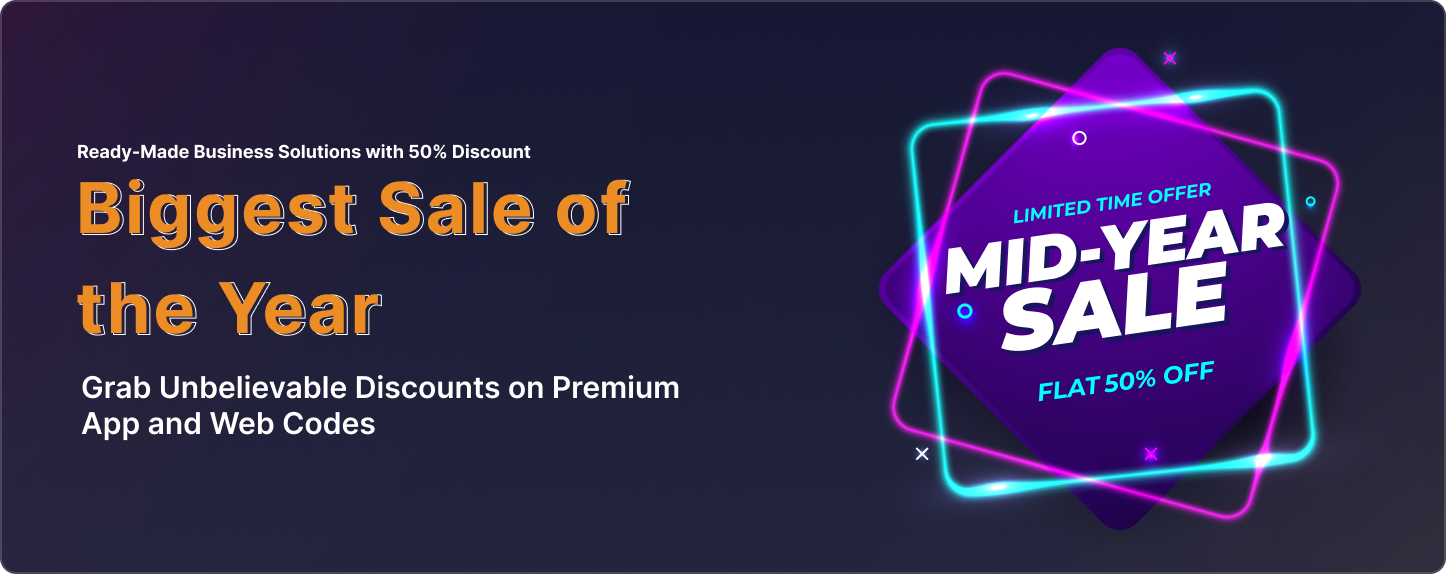 Ready-Made Business Solutions with 50% Discount
Biggest Sale of
the Year
Grab Unbelievable Discounts on Premium
App and Web Codes
LIMITED TIME OFFER
MID-YEAR
SALE
FLAT 50% OFF